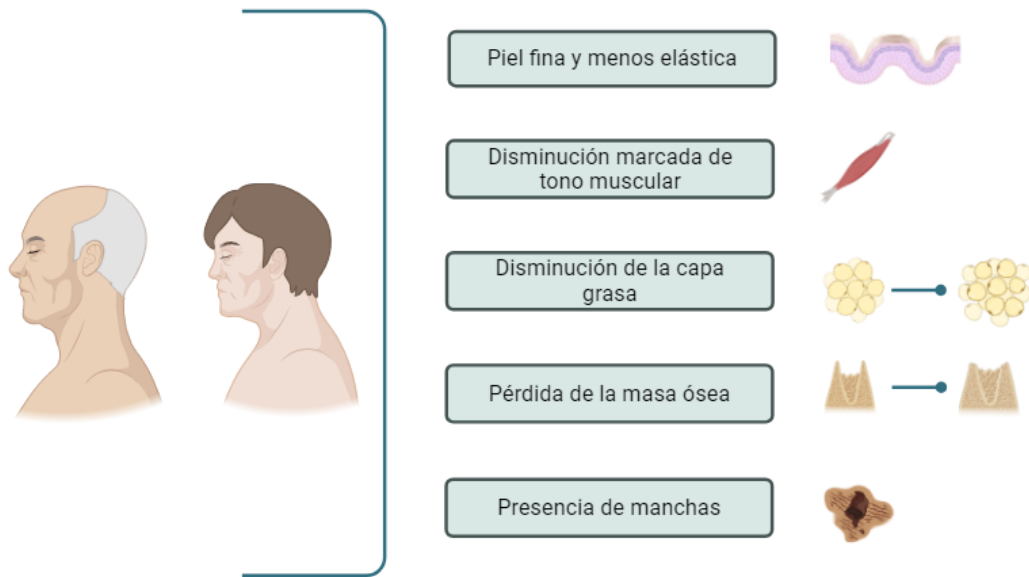 Piel fina y menos elástica
Disminución marcada de
tono muscular
Disminución de la capa
grasa
Pérdida de la masa ósea
Presencia de manchas